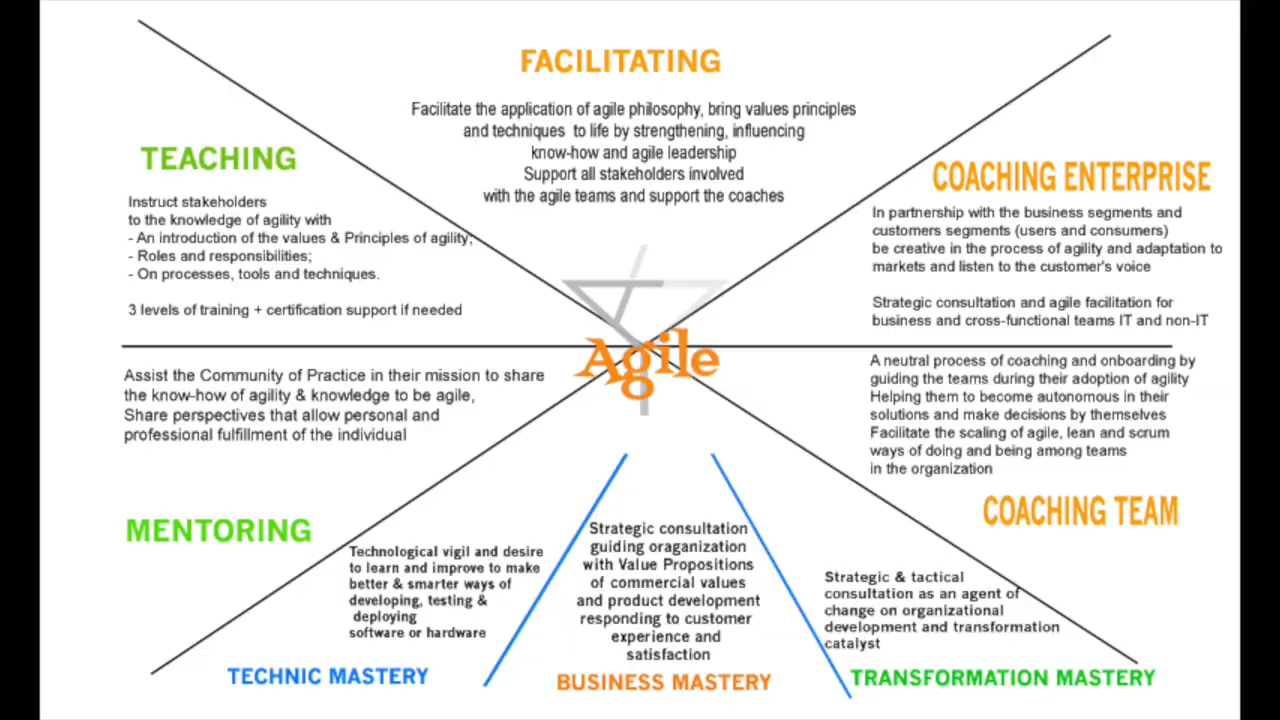 FACILITATING
Facilitate the application of agile philosophy, bring values principles
and techniques to life by strengthening, influencing
know-how and agile leadership
Support all stakeholders involved
with the agile teams and support the coaches
TEACHING
Instruct stakeholders
to the knowledge of agility with
- An introduction of the values & Principles of agility;
- Roles and responsibilities;
- On processes, tools and techniques.
3 levels of training + certification support if needed
COACHING ENTERPRISE
In partnership with the business segments and
customers segments (users and consumers)
be creative in the process of agility and adaptation to
markets and listen to the customer's voice
Strategic consultation and agile facilitation for
business and cross-functional teams IT and non-IT
Agile
Assist the Community of Practice in their mission to share
the know-how of agility & knowledge to be agile,
Share perspectives that allow personal and
professional fulfillment of the individual
MENTORING
A neutral process of coaching and onboarding by
guiding the teams during their adoption of agility
Helping them to become autonomous in their
solutions and make decisions by themselves
Facilitate the scaling of agile, lean and scrum
ways of doing and being among teams
in the organization
COACHING TEAM
Technological vigil and desire
to learn and improve to make
better & smarter ways of
developing, testing &
deploying
software or hardware
TECHNIC MASTERY
Strategic consultation
guiding oraganization
with Value Propositions
of commercial values
and product development
responding to customer
experience and
satisfaction
BUSINESS MASTERY
Strategic & tactical
consultation as an agent of
change on organizational
development and transformation
catalyst
TRANSFORMATION MASTERY